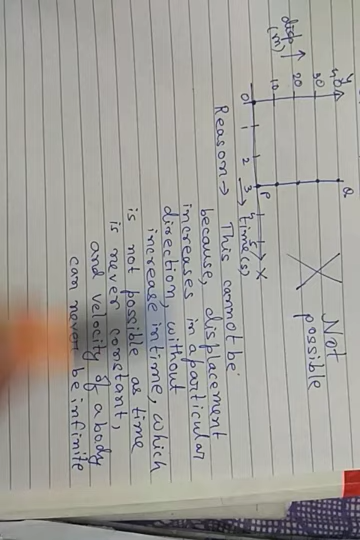 Y
40
30
20
10
disp
(m)
Q
P
0 1 2 3 4 5 X
time(s)
Not
possible
Reason → This cannot be
because, displacement
increases in a particular
direction, without
increase in time, which
is not possible as time
is never constant,
and velocity of a body
can never be infinite